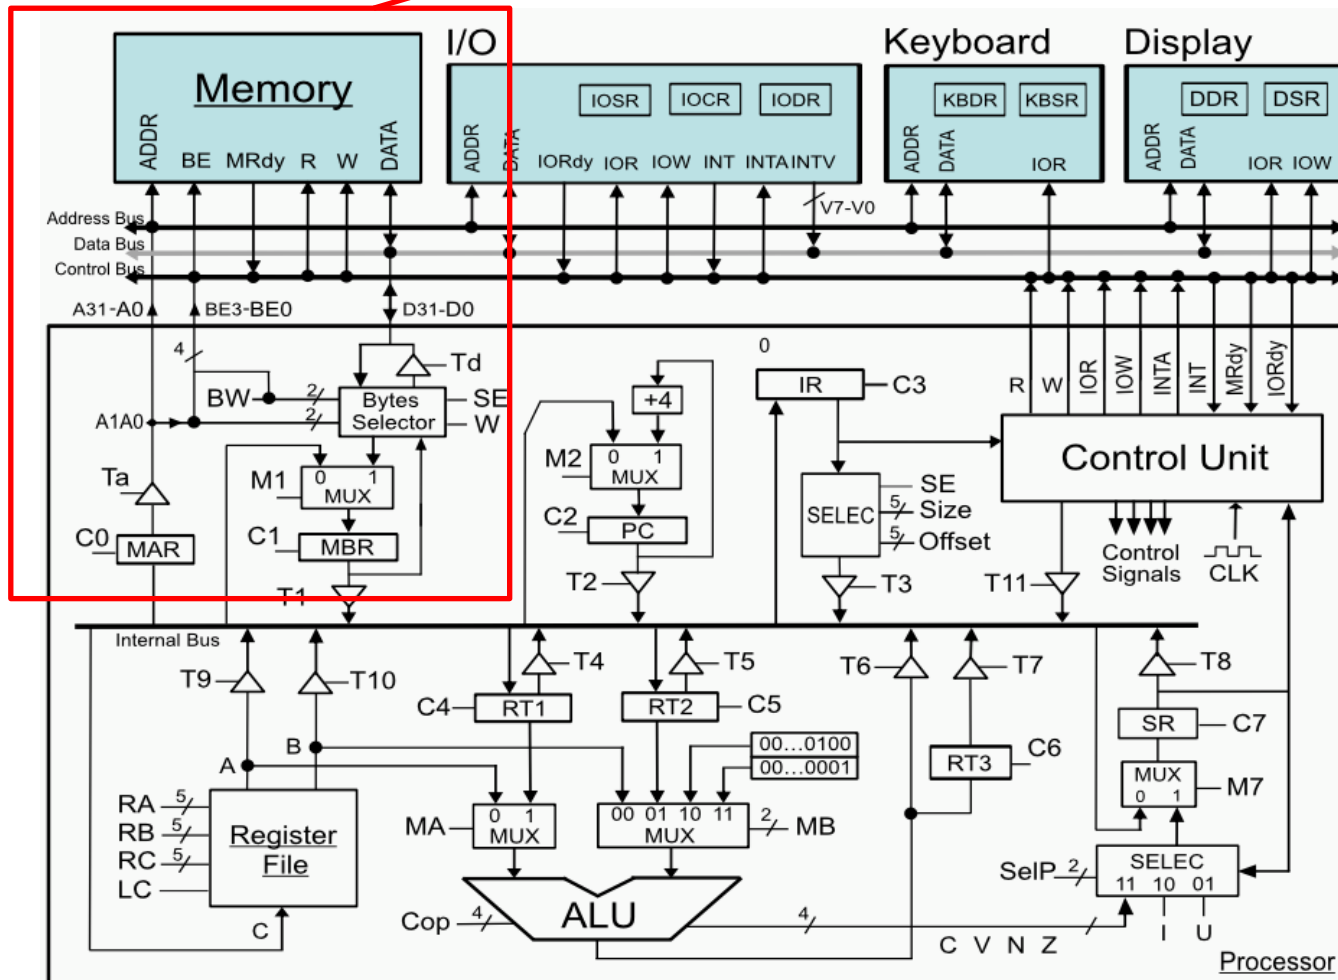 I/O Keyboard Display
Memory
IOSR IOCR IODR
KBDR KBSR
DDR DSR
ADDR BE MRdy R W DATA
ADDR DATA IORdy IOR IOW INT INTA INTV
ADDR DATA IOR
ADDR DATA IOR IOW
V7-V0
Address Bus
Data Bus
Control Bus
A31-A0 BE3-BE0 D31-D0
R W IOR IOW INTA INT MRdy IORdy
4
Td
0
IR C3
BW 2 Bytes Selector SE
A1A0 2 W
+4
Control Unit
Ta
M1 0 1 MUX
M2 0 1 MUX
SELEC SE
5 Size
5 Offset
C0 MAR
C1 MBR
C2 PC
Control Signals
CLK
T1 T2 T3 T11
Internal Bus
T9 T10 T4 T5 T6 T7 T8
C4 RT1 RT2 C5
SR C7
A B
00...0100
00...0001
RT3 C6
MUX 0 1 M7
RA 5
RB 5
RC 5
LC
Register File
C
MA 0 1 MUX
00 01 10 11 MUX 2 MB
SelP 2 SELEC
11 10 01
Cop 4 ALU 4
C V N Z I U
Processor